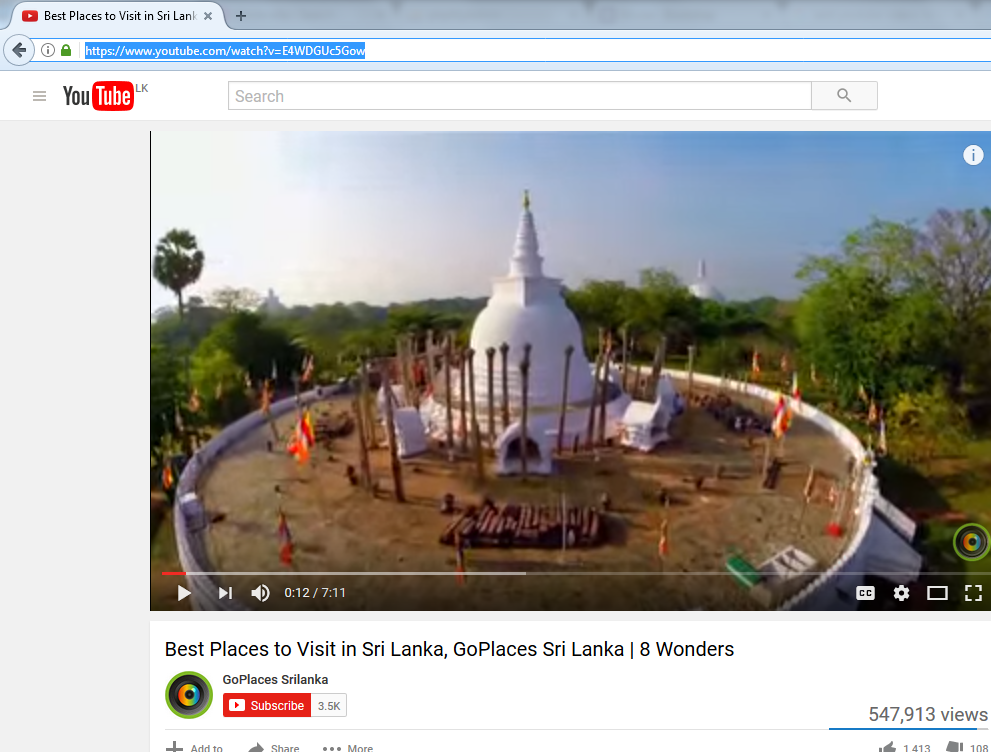 Best Places to Visit in Sri Lank
https://www.youtube.com/watch?v=E4WDGUc5Gow
YouTube LK
Search
i
0:12 / 7:11
CC
Best Places to Visit in Sri Lanka, GoPlaces Sri Lanka | 8 Wonders
GoPlaces Srilanka
Subscribe 3.5K
547,913 views
Add to Share More 1,413 108